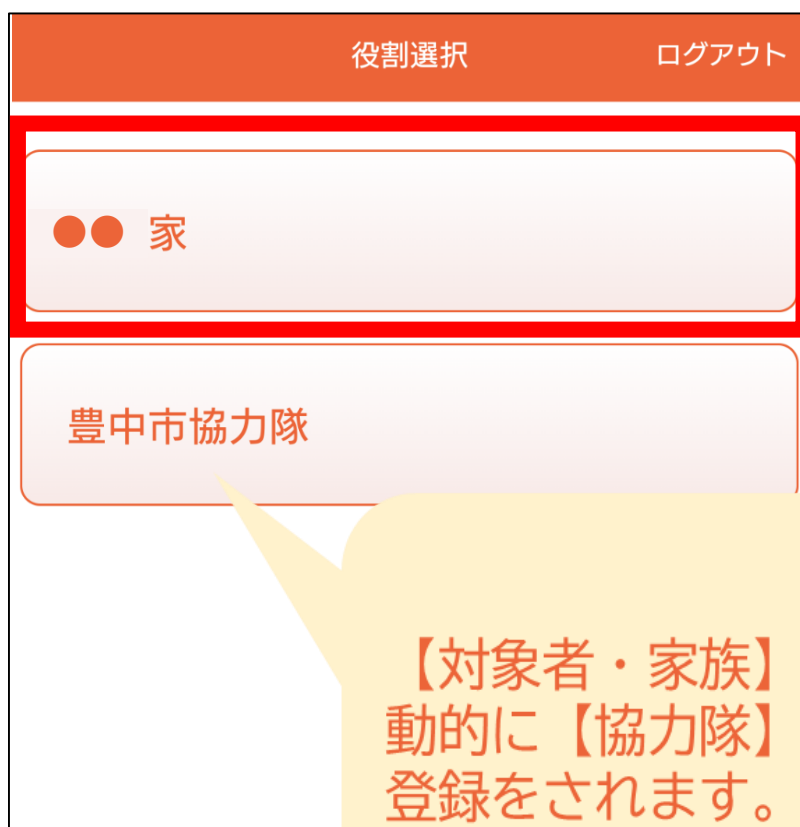 役割選択 ログアウト
●● 家
豊中市協力隊
【対象者・家族】
動的に【協力隊】
登録をされます。